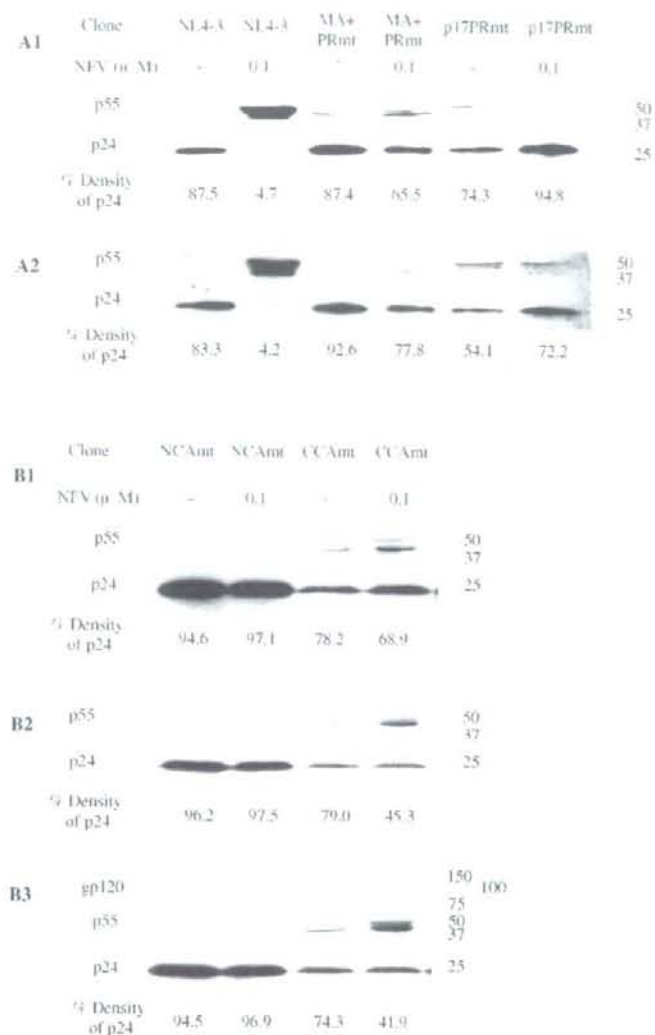 A1 Clone NL4-3 NL4-3 MA+ PRmt MA+ PRmt p17PRmt p17PRmt
NFV (μ M) - 0.1 - 0.1 - 0.1
p55 50
37
p24 25
% Density of p24 87.5 4.7 87.4 65.5 74.3 94.8
A2 p55 50
37
p24 25
% Density of p24 83.3 4.2 92.6 77.8 54.1 72.2
B1 Clone NCAmt NCAmt CCAmt CCAmt
NFV (μ M) - 0.1 - 0.1
p55 50
37
p24 25
% Density of p24 94.6 97.1 78.2 68.9
B2 p55 50
37
p24 25
% Density of p24 96.2 97.5 79.0 45.3
B3 gp120 150
100
75
p55 50
37
p24 25
% Density of p24 94.5 96.9 74.3 41.9